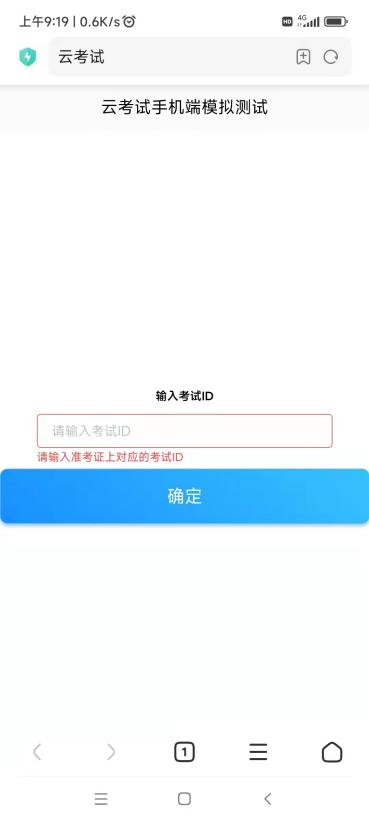 上午9:19 | 0.6K/s
HD 4G
云考试
云考试手机端模拟测试
输入考试ID
请输入考试ID
请输入准考证上对应的考试ID
确定
1